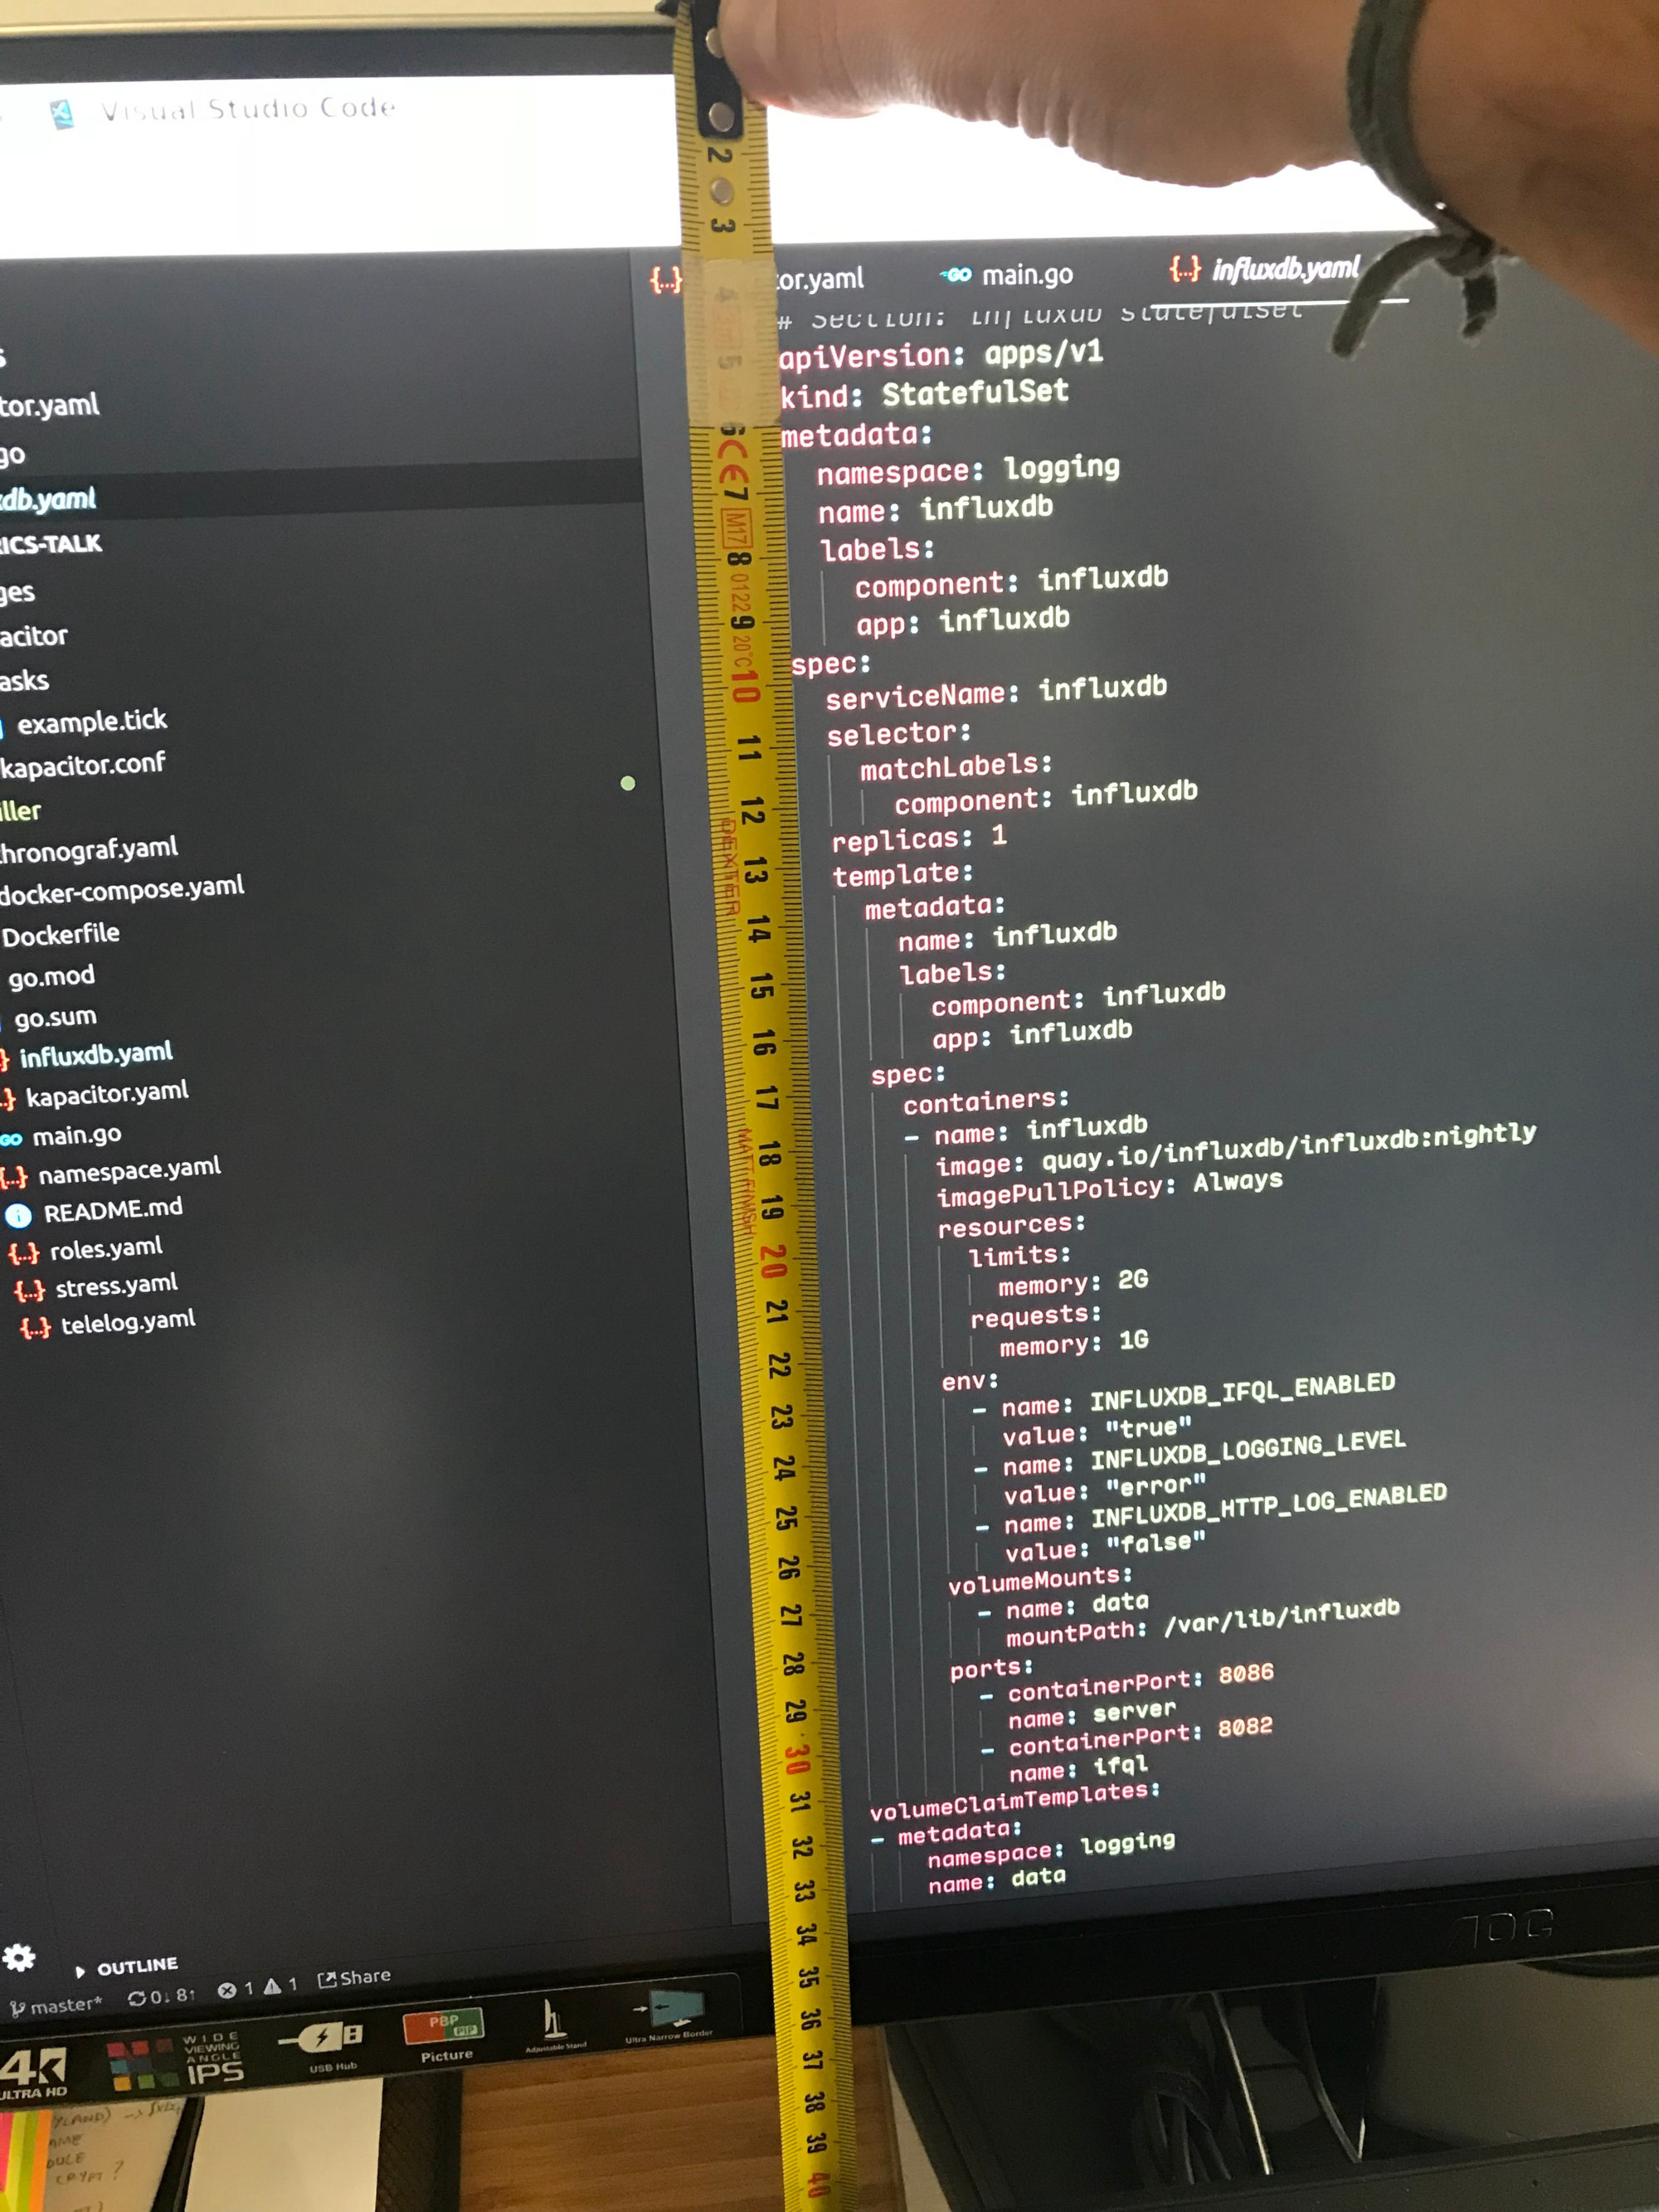 Visual Studio Code
or.yaml
main.go
{..} influxdb.yaml
# Section: Influxdb StatefulSet
apiVersion: apps/v1
kind: StatefulSet
metadata:
namespace: logging
name: influxdb
labels:
component: influxdb
app: influxdb
spec:
serviceName: influxdb
selector:
matchLabels:
component: influxdb
replicas: 1
template:
metadata:
name: influxdb
labels:
component: influxdb
app: influxdb
spec:
containers:
- name: influxdb
image: quay.io/influxdb/influxdb:nightly
imagePullPolicy: Always
resources:
limits:
memory: 2G
requests:
memory: 1G
env:
- name: INFLUXDB_IFQL_ENABLED
value: "true"
- name: INFLUXDB_LOGGING_LEVEL
value: "error"
- name: INFLUXDB_HTTP_LOG_ENABLED
value: "false"
volumeMounts:
- name: data
mountPath: /var/lib/influxdb
ports:
- containerPort: 8086
name: server
- containerPort: 8082
name: ifql
volumeClaimTemplates:
- metadata:
namespace: logging
name: data
tor.yaml
go
db.yaml
ICS-TALK
ges
acitor
asks
example.tick
kapacitor.conf
ller
hronograf.yaml
docker-compose.yaml
Dockerfile
go.mod
go.sum
influxdb.yaml
kapacitor.yaml
GO main.go
{..} namespace.yaml
README.md
{..} roles.yaml
{..} stress.yaml
{..} telelog.yaml
OUTLINE
master* 0↓ 8↑ 1 1 Share
2 3 4 5 6 CE 7 M17 8 0122 9 20°C 10 11 12 13 14 15 16 17 18 19 20 21 22 23 24 25 26 27 28 29 30 31 32 33 34 35 36 37 38 39 40
DEXTER
MATT FINISH
AOC
4K
ULTRA HD
WIDE
VIEWING
ANGLE
IPS
USB Hub
PBP
PIP
Picture
Adjustable Stand
Ultra Narrow Border
CRYPT?